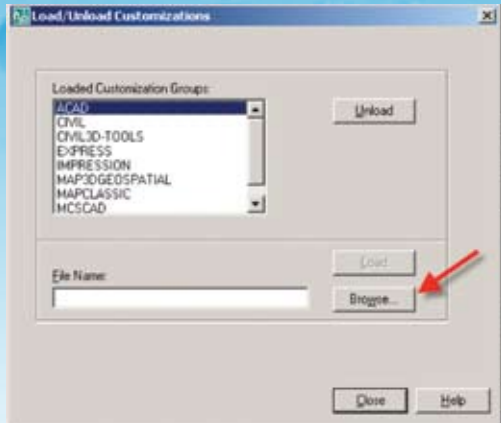 Load/Unload Customizations
Loaded Customization Groups:
ACAD
CIVIL
CIVIL3D-TOOLS
EXPRESS
IMPRESSION
MAP3DGEOSPATIAL
MAPCLASSIC
MCSCAD
Unload
Load
File Name:
Browse...
Close
Help